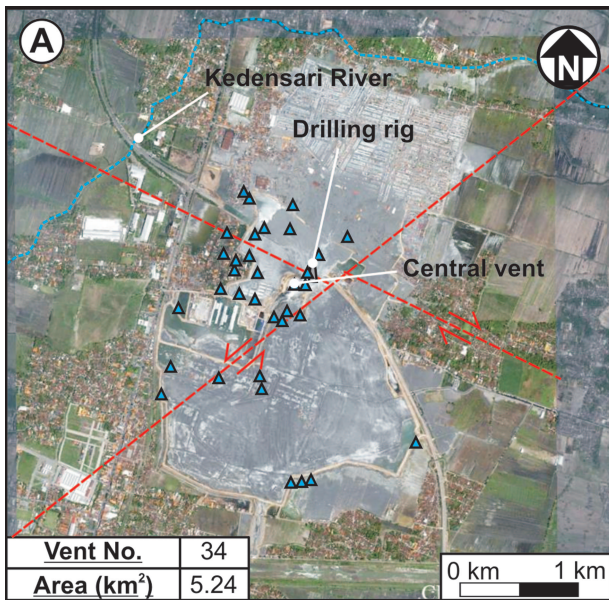 A
N
Kedensari River
Drilling rig
Central vent
Vent No. 34
Area (km²) 5.24
0 km 1 km
C